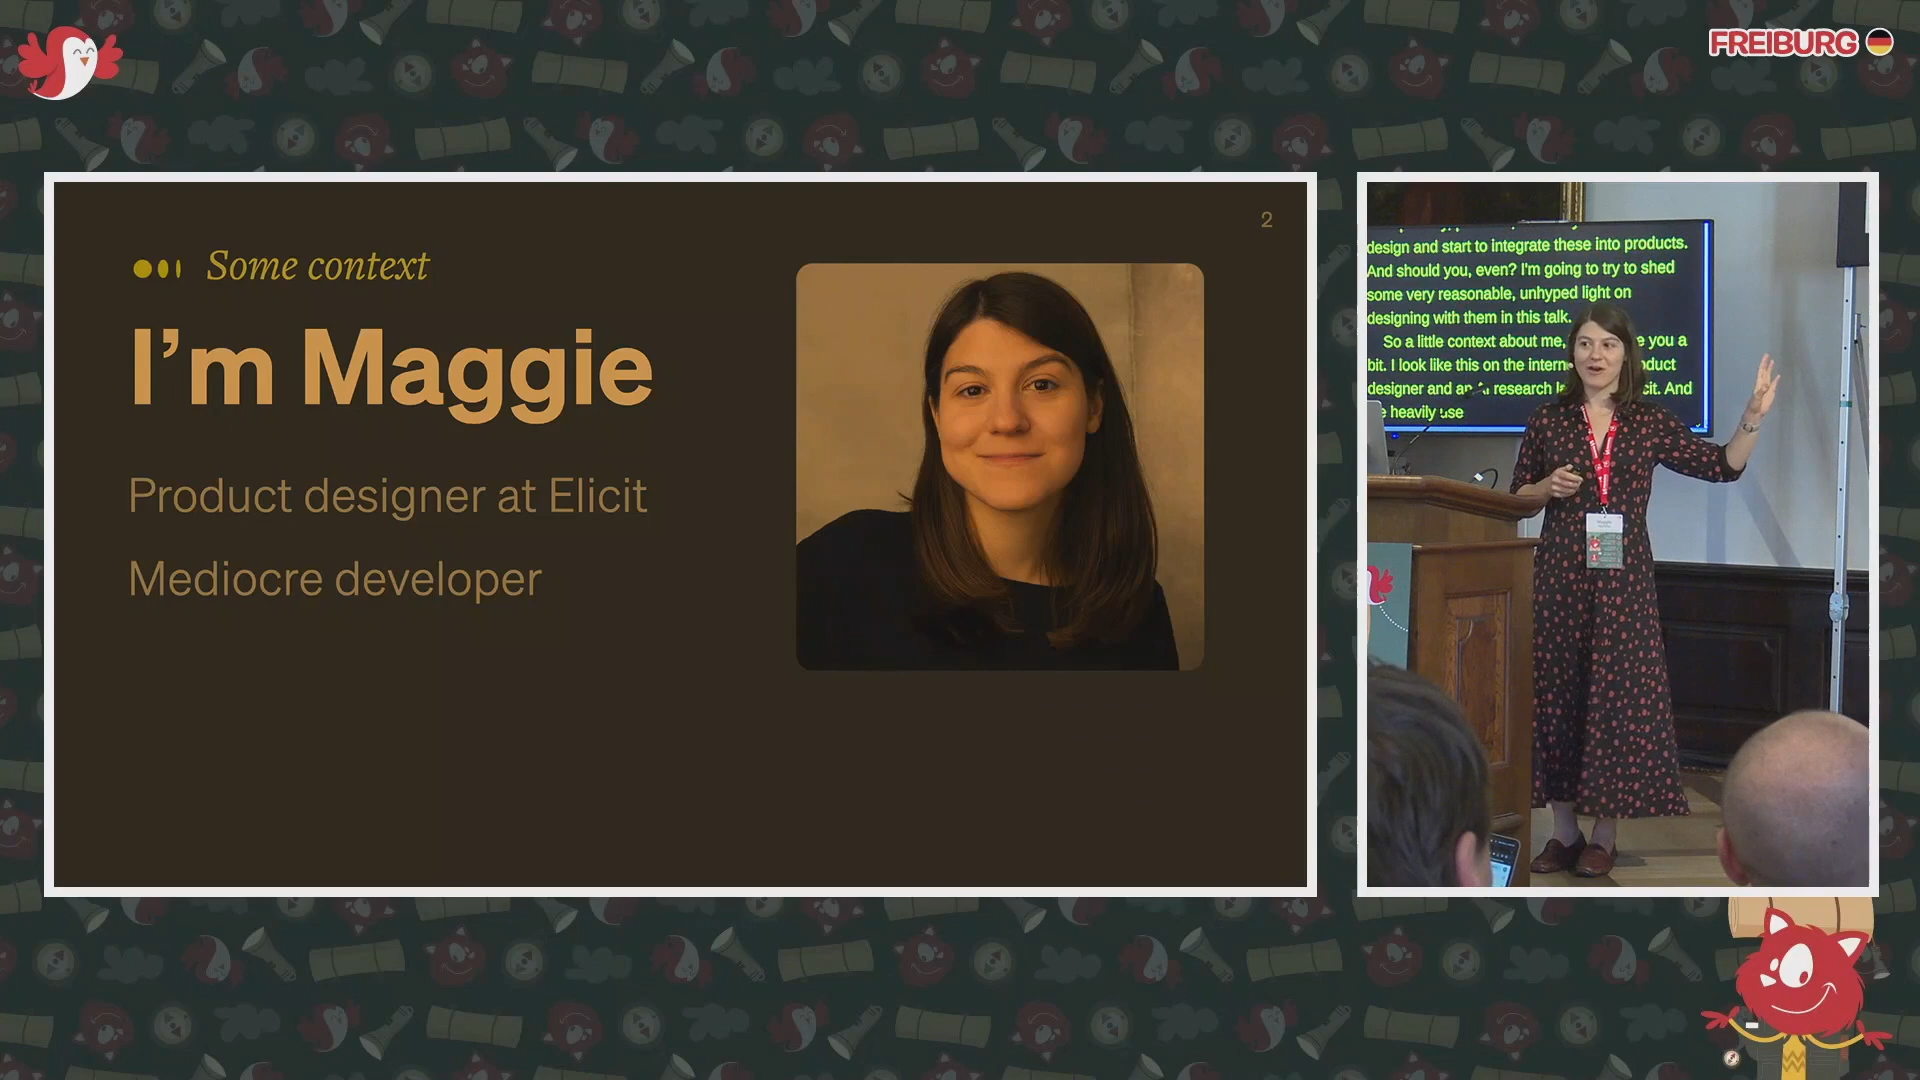 FREIBURG
2
Some context
I’m Maggie
Product designer at Elicit
Mediocre developer
design and start to integrate these into products.
And should you, even? I'm going to try to shed
some very reasonable, unhyped light on
designing with them in this talk.
So a little context about me, e you a
bit. I look like this on the intern oduct
designer and an research l cit. And
heavily use